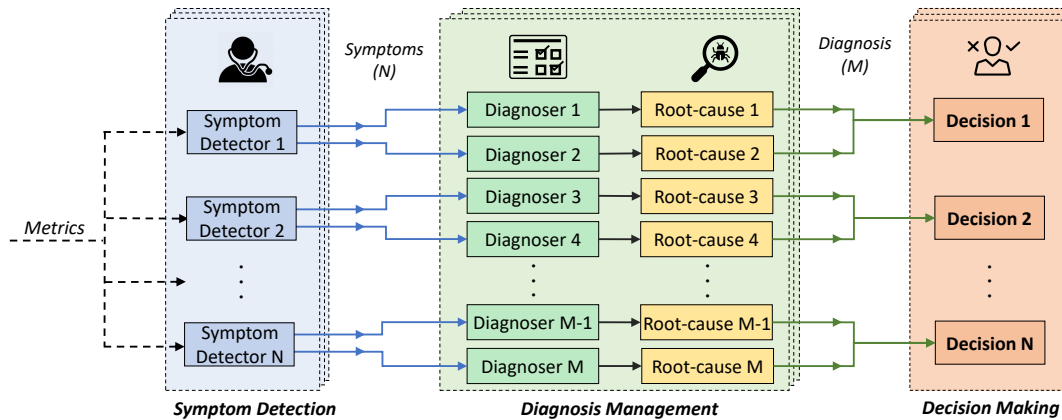 Symptoms
(N)
Diagnosis
(M)
Metrics
Symptom
Detector 1
Symptom
Detector 2
Symptom
Detector N
Diagnoser 1
Diagnoser 2
Diagnoser 3
Diagnoser 4
Diagnoser M-1
Diagnoser M
Root-cause 1
Root-cause 2
Root-cause 3
Root-cause 4
Root-cause M-1
Root-cause M
Decision 1
Decision 2
Decision N
Symptom Detection
Diagnosis Management
Decision Making